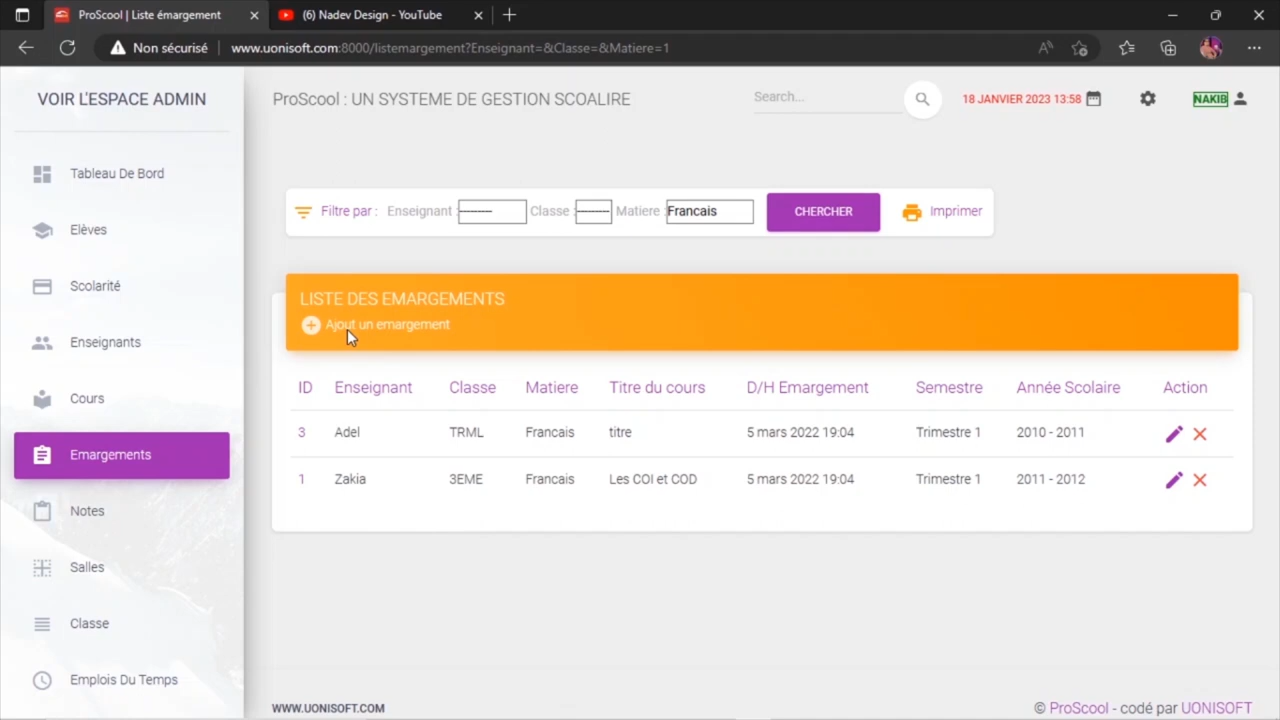 ProScool | Liste émargement
(6) Nadev Design - YouTube
Non sécurisé
www.uonisoft.com:8000/listemargement?Enseignant=&Classe=&Matiere=1
VOIR L'ESPACE ADMIN
Tableau De Bord
Elèves
Scolarité
Enseignants
Cours
Emargements
Notes
Salles
Classe
Emplois Du Temps
ProScool : UN SYSTEME DE GESTION SCOALIRE
Search...
18 JANVIER 2023 13:58
NAKIB
Filtre par : Enseignant :--------- Classe :--------- Matiere :Francais CHERCHER Imprimer
LISTE DES EMARGEMENTS
Ajout un emargement
ID Enseignant Classe Matiere Titre du cours D/H Emargement Semestre Année Scolaire Action
3 Adel TRML Francais titre 5 mars 2022 19:04 Trimestre 1 2010 - 2011
1 Zakia 3EME Francais Les COI et COD 5 mars 2022 19:04 Trimestre 1 2011 - 2012
WWW.UONISOFT.COM
© ProScool - codé par UONISOFT